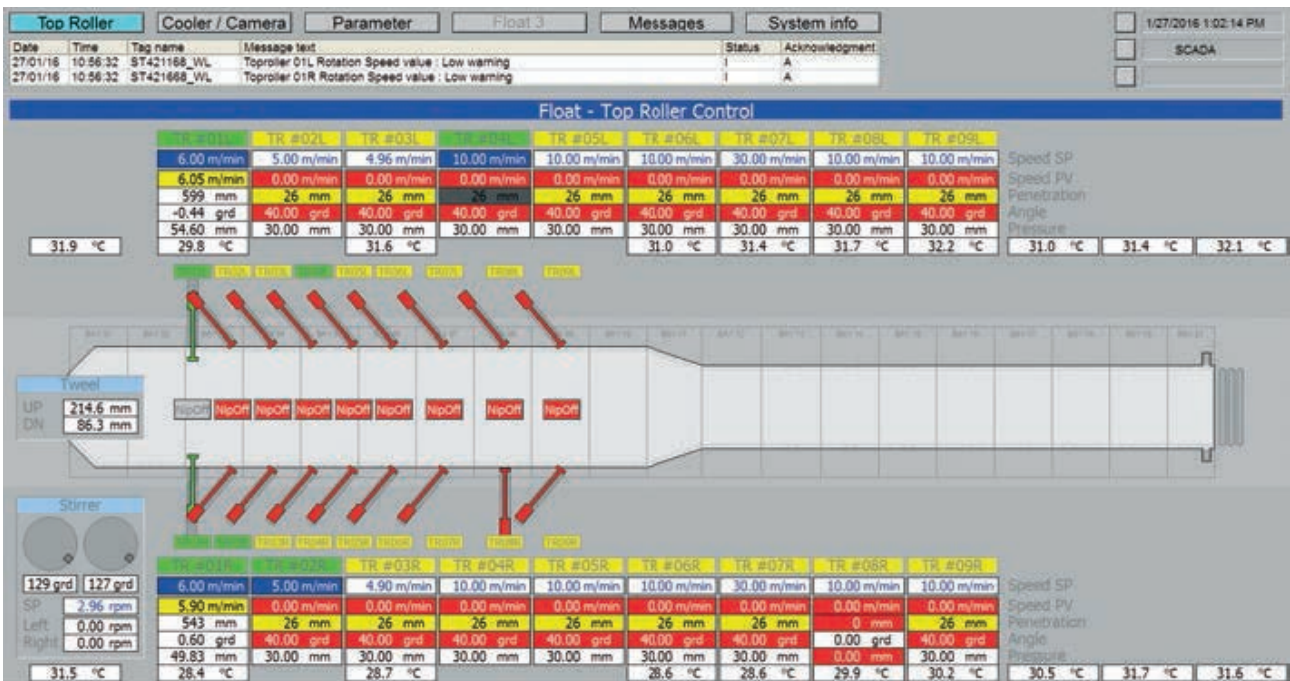 Top Roller Cooler / Camera Parameter Float 3 Messages System info 1/27/2016 1:02:14 PM
Date Time Tag name Message text Status Acknowledgment
SCADA
27/01/16 10:56:32 ST421168_WL Toproller 01L Rotation Speed value : Low warning I A
27/01/16 10:56:32 ST421668_WL Toproller 01R Rotation Speed value : Low warning I A
Float - Top Roller Control
TR #01L TR #02L TR #03L TR #04L TR #05L TR #06L TR #07L TR #08L TR #09L
6.00 m/min 5.00 m/min 4.96 m/min 10.00 m/min 10.00 m/min 10.00 m/min 30.00 m/min 10.00 m/min 10.00 m/min Speed SP
6.05 m/min 0.00 m/min 0.00 m/min 0.00 m/min 0.00 m/min 0.00 m/min 0.00 m/min 0.00 m/min 0.00 m/min Speed PV
599 mm 26 mm 26 mm 26 mm 26 mm 26 mm 26 mm 26 mm 26 mm Penetration
-0.44 grd 40.00 grd 40.00 grd 40.00 grd 40.00 grd 40.00 grd 40.00 grd 40.00 grd 40.00 grd Angle
54.60 mm 30.00 mm 30.00 mm 30.00 mm 30.00 mm 30.00 mm 30.00 mm 30.00 mm 30.00 mm Pressure
31.9 °C 29.8 °C 31.6 °C 31.0 °C 31.4 °C 31.7 °C 32.2 °C 31.0 °C 31.4 °C 32.1 °C
TR02L TR03L TR05L TR06L TR07L TR08L TR09L
Tweel
UP 214.6 mm
DN 86.3 mm
NipOff NipOff NipOff NipOff NipOff NipOff NipOff NipOff NipOff
Stirrer
TR03R TR04R TR05R TR06R TR07R TR08R TR09R
129 grd 127 grd
SP 2.96 rpm
Left 0.00 rpm
Right 0.00 rpm
TR #01R TR #02R TR #03R TR #04R TR #05R TR #06R TR #07R TR #08R TR #09R
6.00 m/min 5.00 m/min 4.90 m/min 10.00 m/min 10.00 m/min 10.00 m/min 30.00 m/min 10.00 m/min 10.00 m/min Speed SP
5.90 m/min 0.00 m/min 0.00 m/min 0.00 m/min 0.00 m/min 0.00 m/min 0.00 m/min 0.00 m/min 0.00 m/min Speed PV
543 mm 26 mm 26 mm 26 mm 26 mm 26 mm 26 mm 0 mm 26 mm Penetration
0.60 grd 40.00 grd 40.00 grd 40.00 grd 40.00 grd 40.00 grd 40.00 grd 0.00 grd 40.00 grd Angle
49.83 mm 30.00 mm 30.00 mm 30.00 mm 30.00 mm 30.00 mm 30.00 mm 0.00 mm 30.00 mm Pressure
31.5 °C 28.4 °C 28.7 °C 28.6 °C 28.6 °C 29.9 °C 30.2 °C 30.5 °C 31.7 °C 31.6 °C